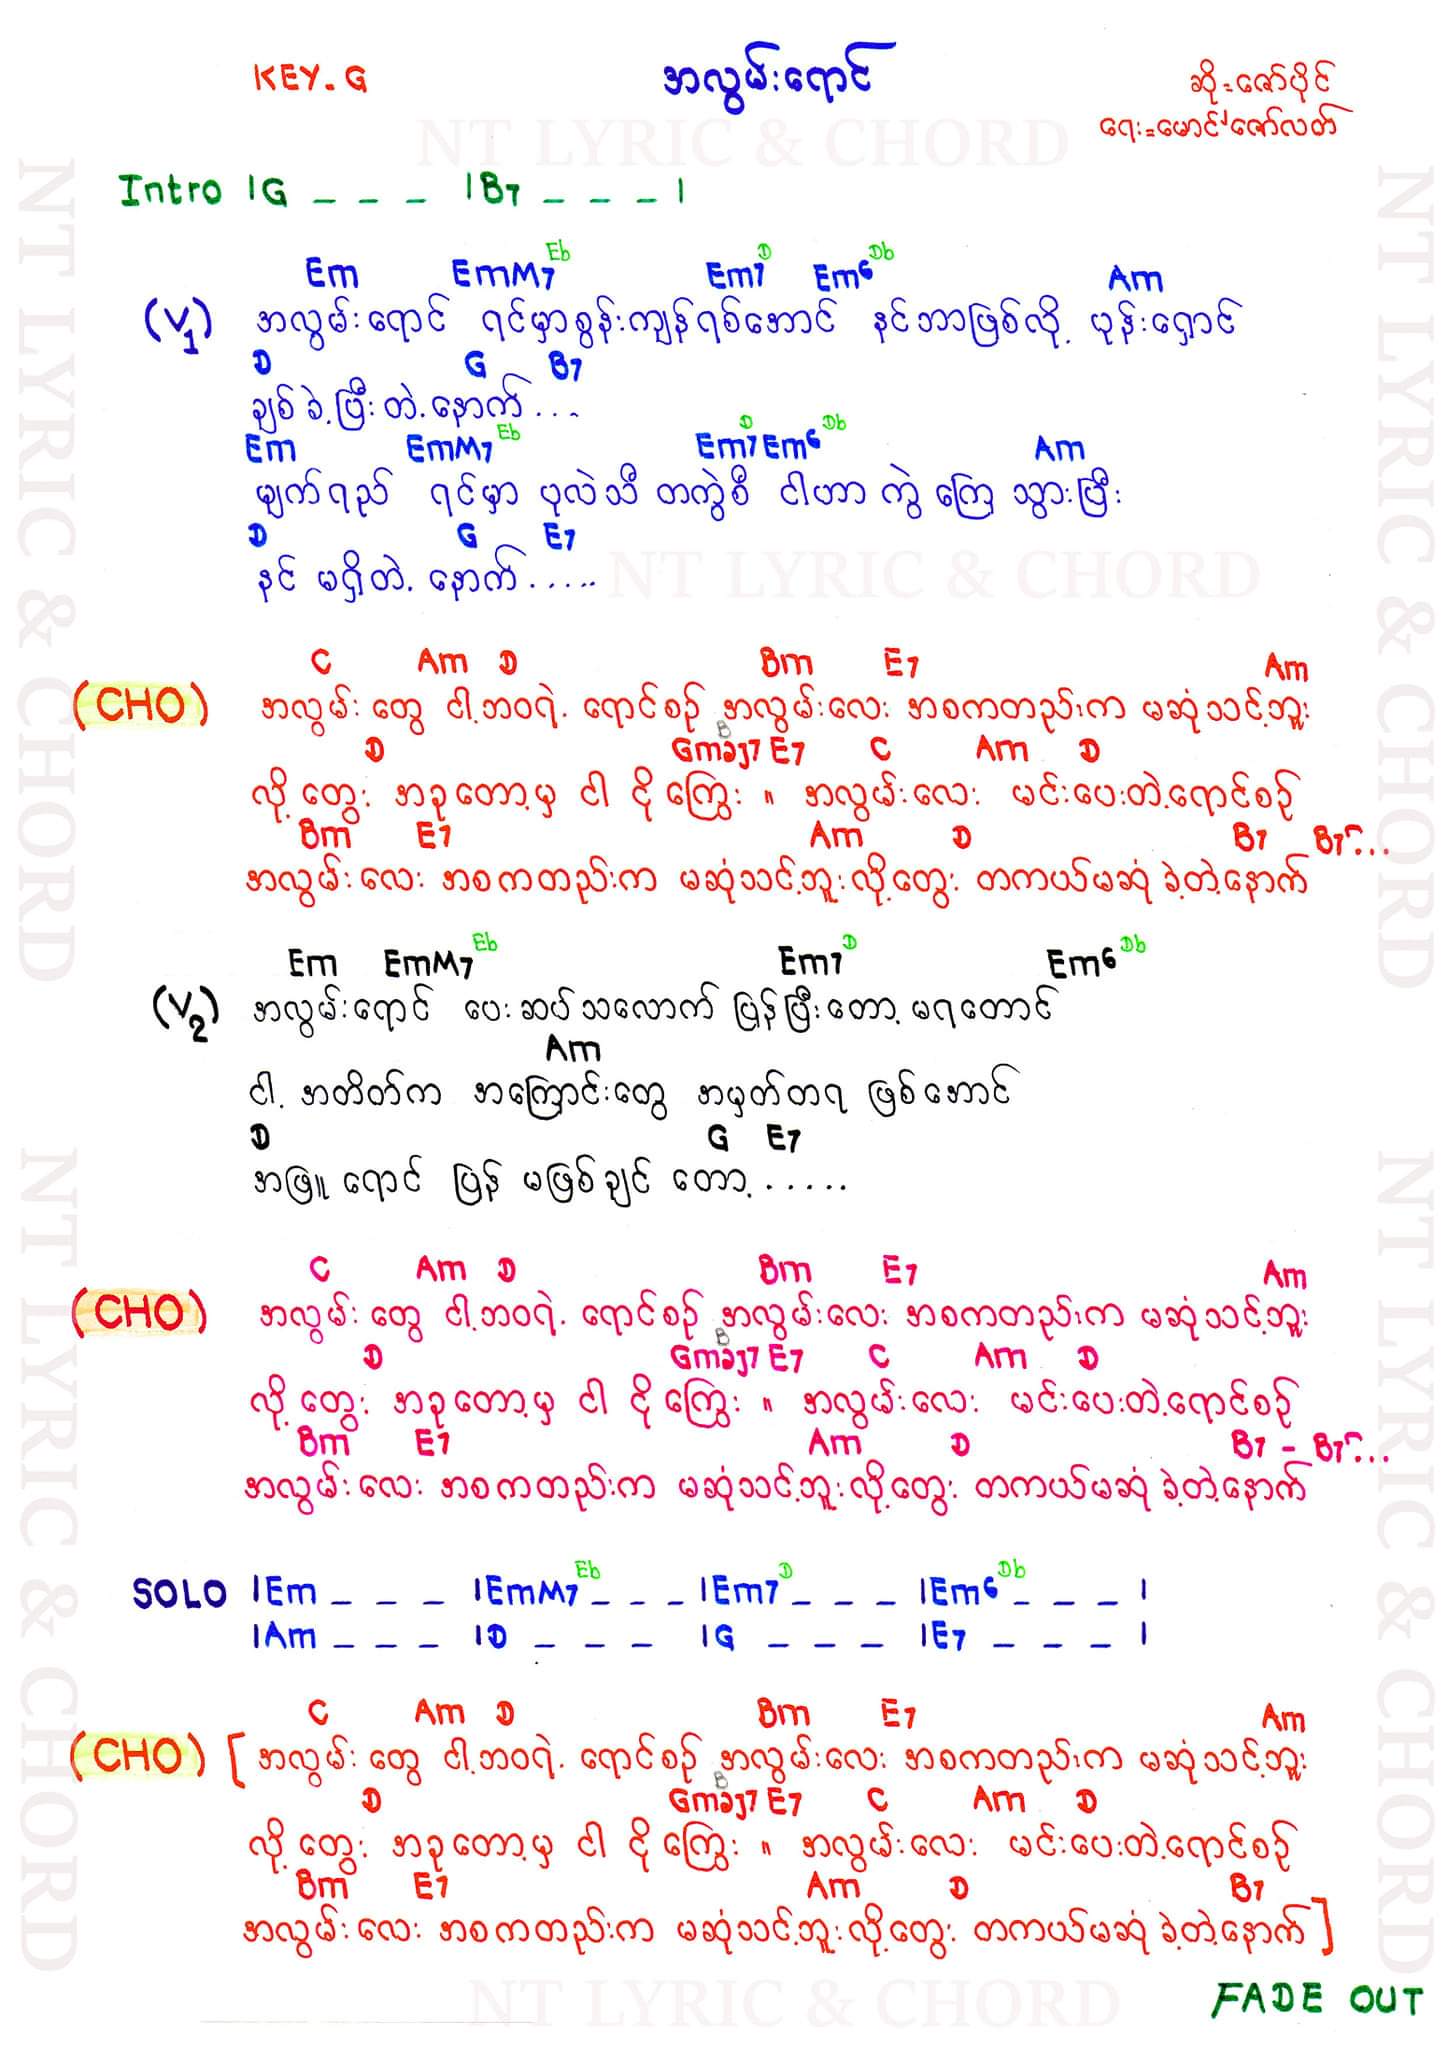 KEY. G
အလွမ်းရောင်
ဆို = ဇော်ပိုင်
ရေး = မောင်မောင်ဇော်လတ်
NT LYRIC & CHORD
Intro |G _ _ _ |B7 _ _ _ |
Em EmM7 Eb Em7 D Em6 Db Am
(V1) အလွမ်းရောင် ရင်မှာစွန်းကျန်ရစ်အောင် နင်ဘာဖြစ်လို့ ပုန်းရှောင်
D G B7
ချစ်ခဲ့ပြီးတဲ့နောက် ...
Em EmM7 Eb Em7 D Em6 Db Am
မျက်ရည် ရင်မှာ ပုလဲသီ တကွဲစီ ငါဟာ ကွဲ ကြေ သွားပြီး
D G E7
နင် မရှိတဲ့ နောက် .....
NT LYRIC & CHORD
C Am D Bm E7 Am
(CHO) အလွမ်း တွေ ငါ့ဘဝရဲ့ ရောင်စဉ် အလွမ်းလေး အစကတည်းက မဆုံသင့်ဘူး
D Gmaj7 B E7 C Am D
လို့ တွေး အခုတော့မှ ငါ ငိုကြွေး ။ အလွမ်းလေး မင်းပေးတဲ့ရောင်စဉ်
Bm E7 Am D B7 B7 ...
အလွမ်း လေး အစကတည်းက မဆုံသင့်ဘူးလို့တွေး တကယ်မဆုံ ခဲ့တဲ့နောက်
Em EmM7 Eb Em7 D Em6 Db
(V2) အလွမ်းရောင် ပေးဆပ်သလောက် ပြန်ပြီးတော့ မရတောင်
Am
ငါ့ အတိတ်က အကြောင်းတွေ အမှတ်တရ ဖြစ်အောင်
D G E7
အဖြူ ရောင် ပြန် မဖြစ်ချင် တော့ .....
C Am D Bm E7 Am
(CHO) အလွမ်း တွေ ငါ့ဘဝရဲ့ ရောင်စဉ် အလွမ်းလေး အစကတည်းက မဆုံသင့်ဘူး
D Gmaj7 B E7 C Am D
လို့ တွေး အခုတော့မှ ငါ ငိုကြွေး ။ အလွမ်းလေး မင်းပေးတဲ့ရောင်စဉ်
Bm E7 Am D B7 - B7 ...
အလွမ်း လေး အစကတည်းက မဆုံသင့်ဘူးလို့တွေး တကယ်မဆုံ ခဲ့တဲ့နောက်
SOLO |Em _ _ _ |EmM7 Eb _ _ _ |Em7 D _ _ _ |Em6 Db _ _ _ |
|Am _ _ _ |D _ _ _ |G _ _ _ |E7 _ _ _ |
C Am D Bm E7 Am
(CHO) [ အလွမ်း တွေ ငါ့ဘဝရဲ့ ရောင်စဉ် အလွမ်းလေး အစကတည်းက မဆုံသင့်ဘူး
D Gmaj7 B E7 C Am D
လို့ တွေး အခုတော့မှ ငါ ငိုကြွေး ။ အလွမ်းလေး မင်းပေးတဲ့ရောင်စဉ်
Bm E7 Am D B7
အလွမ်း လေး အစကတည်းက မဆုံသင့်ဘူးလို့တွေး တကယ်မဆုံ ခဲ့တဲ့နောက် ]
FADE OUT
NT LYRIC & CHORD
NT LYRIC & CHORD
NT LYRIC & CHORD
NT LYRIC & CHORD
NT LYRIC & CHORD